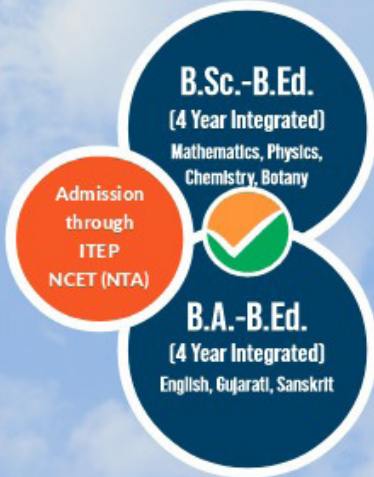 B.Sc.-B.Ed.
(4 Year Integrated)
Mathematics, Physics,
Chemistry, Botany
Admission
through
ITEP
NCET (NTA)
B.A.-B.Ed.
(4 Year Integrated)
English, Gujarati, Sanskrit